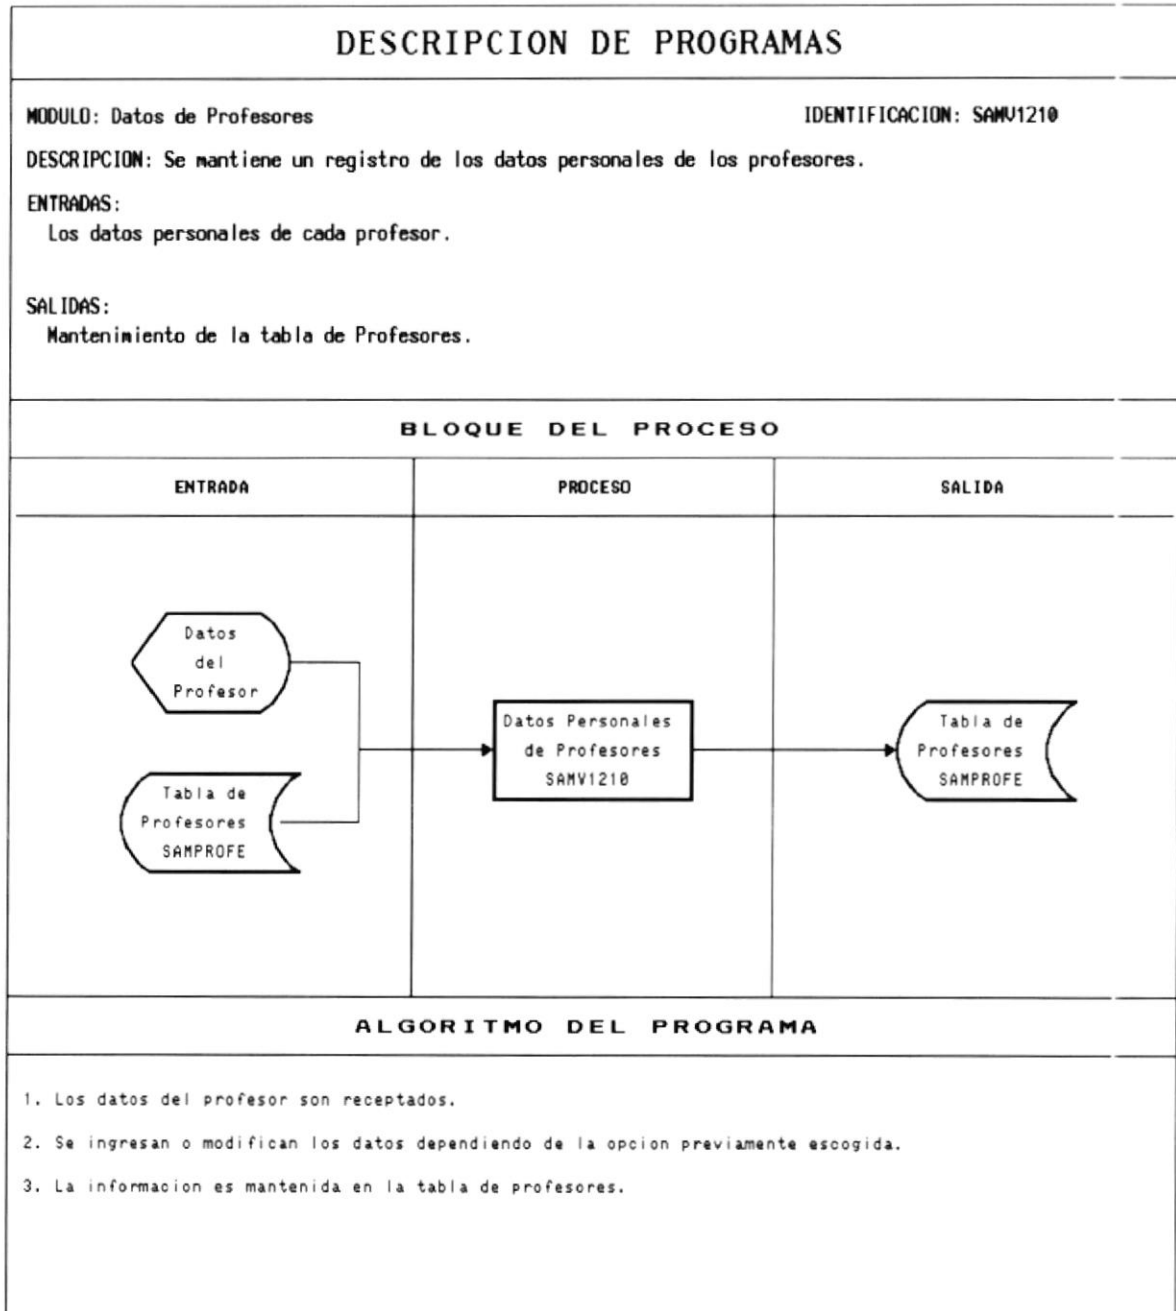 DESCRIPCION DE PROGRAMAS
MODULO: Datos de Profesores IDENTIFICACION: SAMV1210
DESCRIPCION: Se mantiene un registro de los datos personales de los profesores.
ENTRADAS:
Los datos personales de cada profesor.
SALIDAS:
Mantenimiento de la tabla de Profesores.
BLOQUE DEL PROCESO
ENTRADA PROCESO SALIDA
Datos
del
Profesor
Tabla de
Profesores
SAMPROFE
Datos Personales
de Profesores
SAMV1210
Tabla de
Profesores
SAMPROFE
ALGORITMO DEL PROGRAMA
1. Los datos del profesor son receptados.
2. Se ingresan o modifican los datos dependiendo de la opcion previamente escogida.
3. La informacion es mantenida en la tabla de profesores.